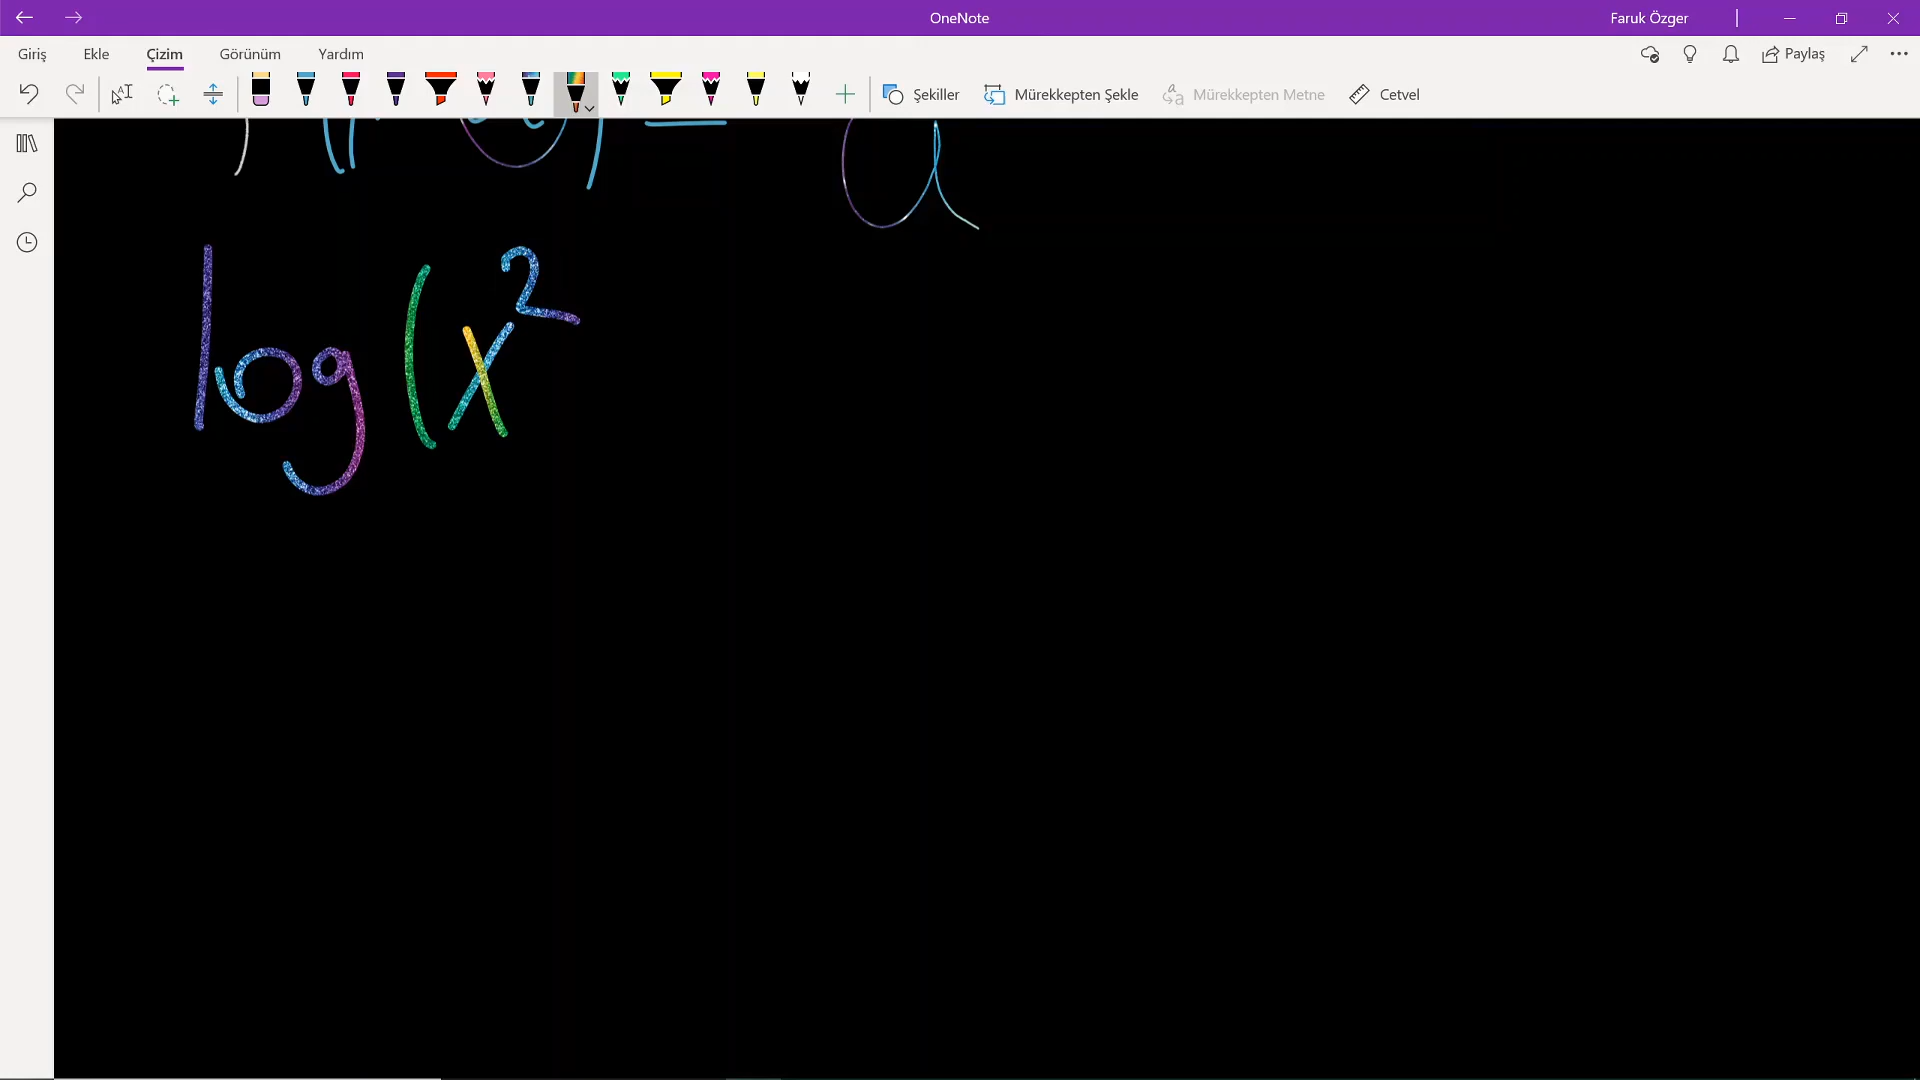 OneNote
Faruk Özger
Giriş Ekle Çizim Görünüm Yardım
Paylaş
Şekiller Mürekkepten Şekle Mürekkepten Metne Cetvel
log(x²